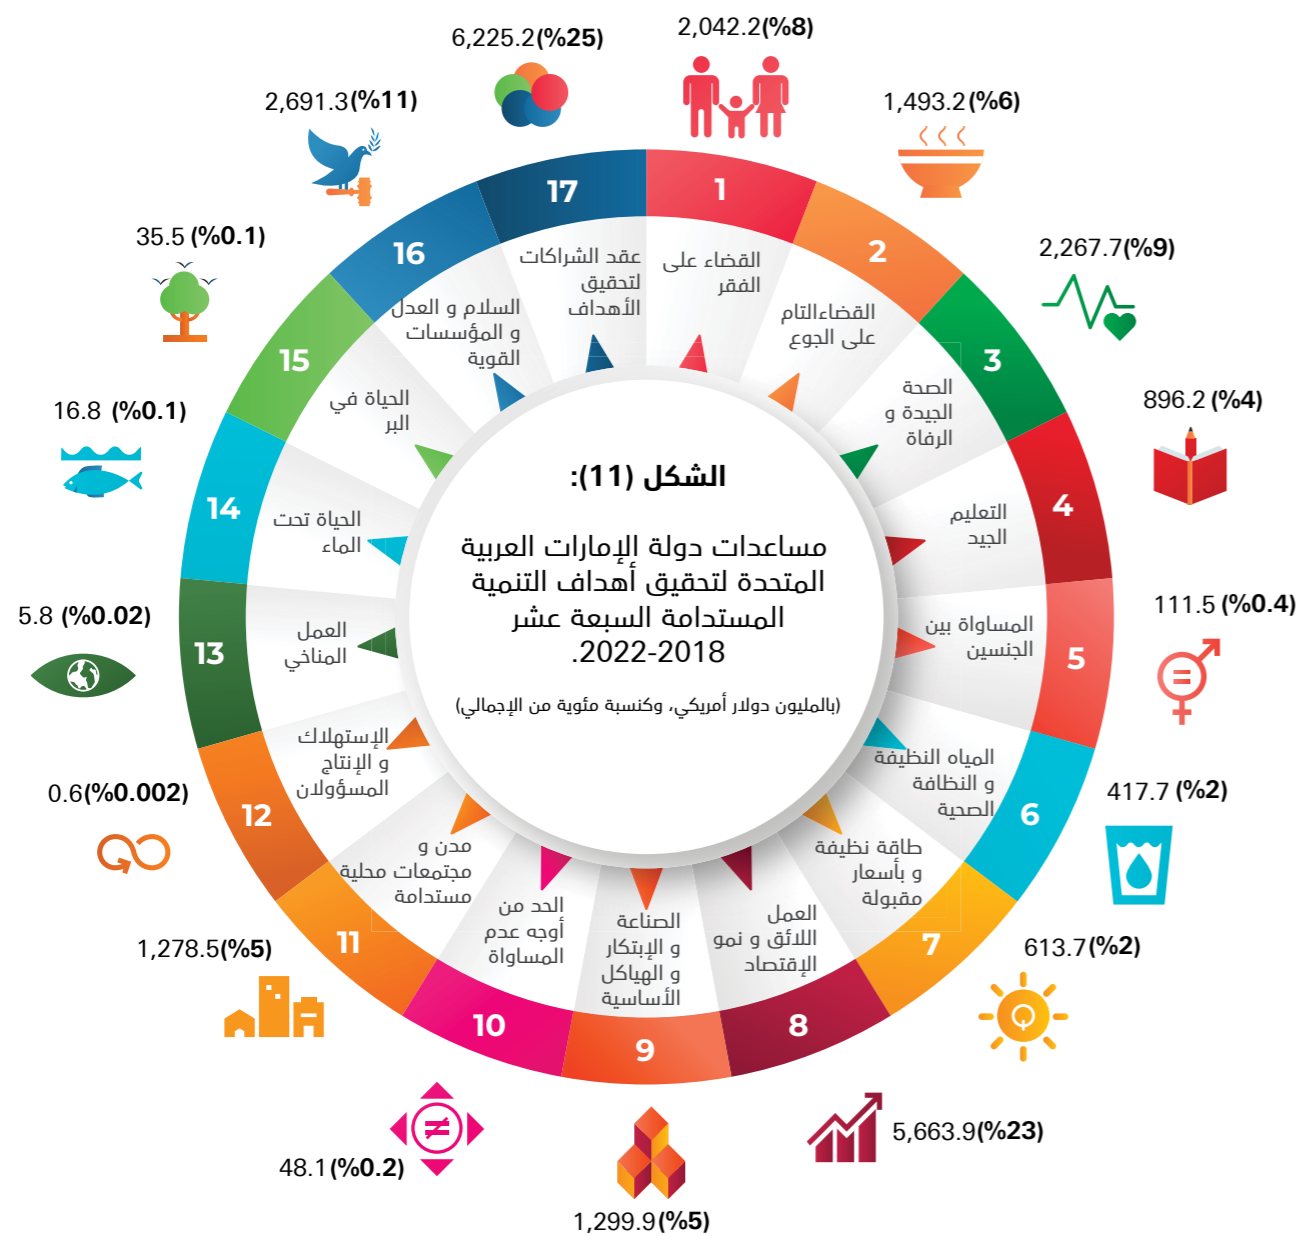 الشكل (11):
مساعدات دولة الإمارات العربية
المتحدة لتحقيق أهداف التنمية
المستدامة السبعة عشر
2022-2018.
(بالمليون دولار أمريكي، وكنسبة مئوية من الإجمالي)
2,042.2(%8)
1
القضاء على
الفقر
1,493.2(%6)
2
القضاءالتام
على الجوع
2,267.7(%9)
3
الصحة
الجيدة و
الرفاة
896.2 (%4)
4
التعليم
الجيد
111.5 (%0.4)
5
المساواة بين
الجنسين
417.7 (%2)
6
المياه النظيفة
و النظافة
الصحية
613.7(%2)
7
طاقة نظيفة
و بأسعار
مقبولة
5,663.9(%23)
8
العمل
اللائق و نمو
الإقتصاد
1,299.9(%5)
9
الصناعة
و الإبتكار
و الهياكل
الأساسية
48.1(%0.2)
10
الحد من
أوجه عدم
المساواة
1,278.5(%5)
11
مدن و
مجتمعات محلية
مستدامة
0.6(%0.002)
12
الإستهلاك
و الإنتاج
المسؤولان
5.8 (%0.02)
13
العمل
المناخي
16.8 (%0.1)
14
الحياة تحت
الماء
35.5 (%0.1)
15
الحياة في
البر
2,691.3(%11)
16
السلام و العدل
و المؤسسات
القوية
6,225.2(%25)
17
عقد الشراكات
لتحقيق
الأهداف